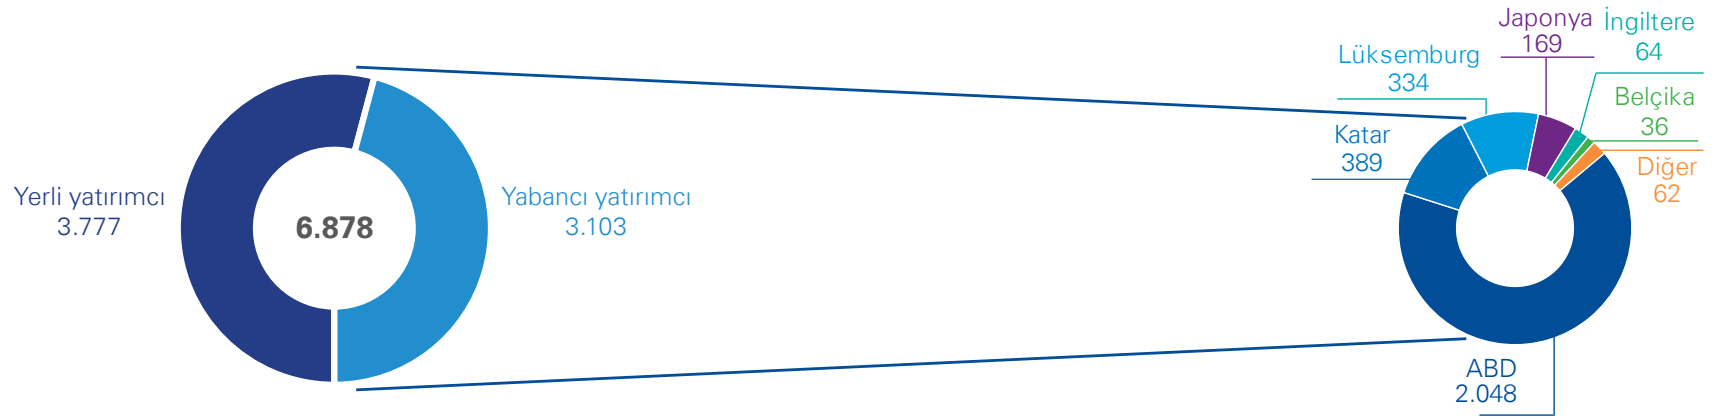 Yerli yatırımcı
3.777
6.878
Yabancı yatırımcı
3.103
Katar
389
Lüksemburg
334
Japonya
169
İngiltere
64
Belçika
36
Diğer
62
ABD
2.048